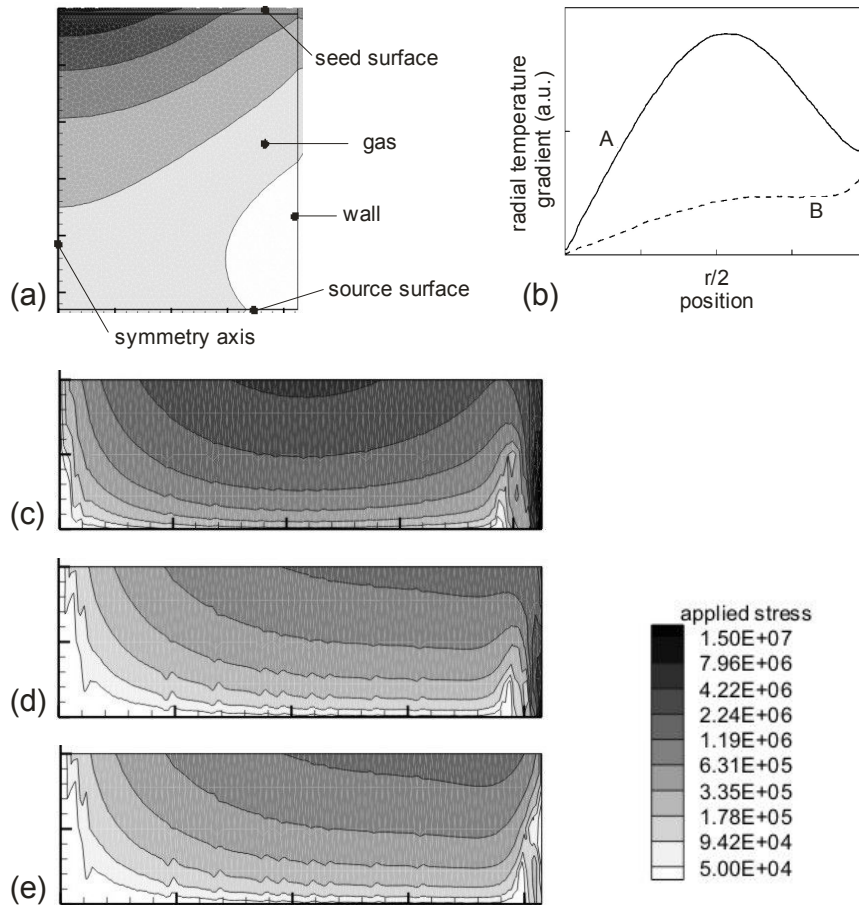 (a)
seed surface
gas
wall
source surface
symmetry axis
(b)
radial temperature
gradient (a.u.)
A
B
r/2
position
(c)
(d)
(e)
applied stress
1.50E+07
7.96E+06
4.22E+06
2.24E+06
1.19E+06
6.31E+05
3.35E+05
1.78E+05
9.42E+04
5.00E+04